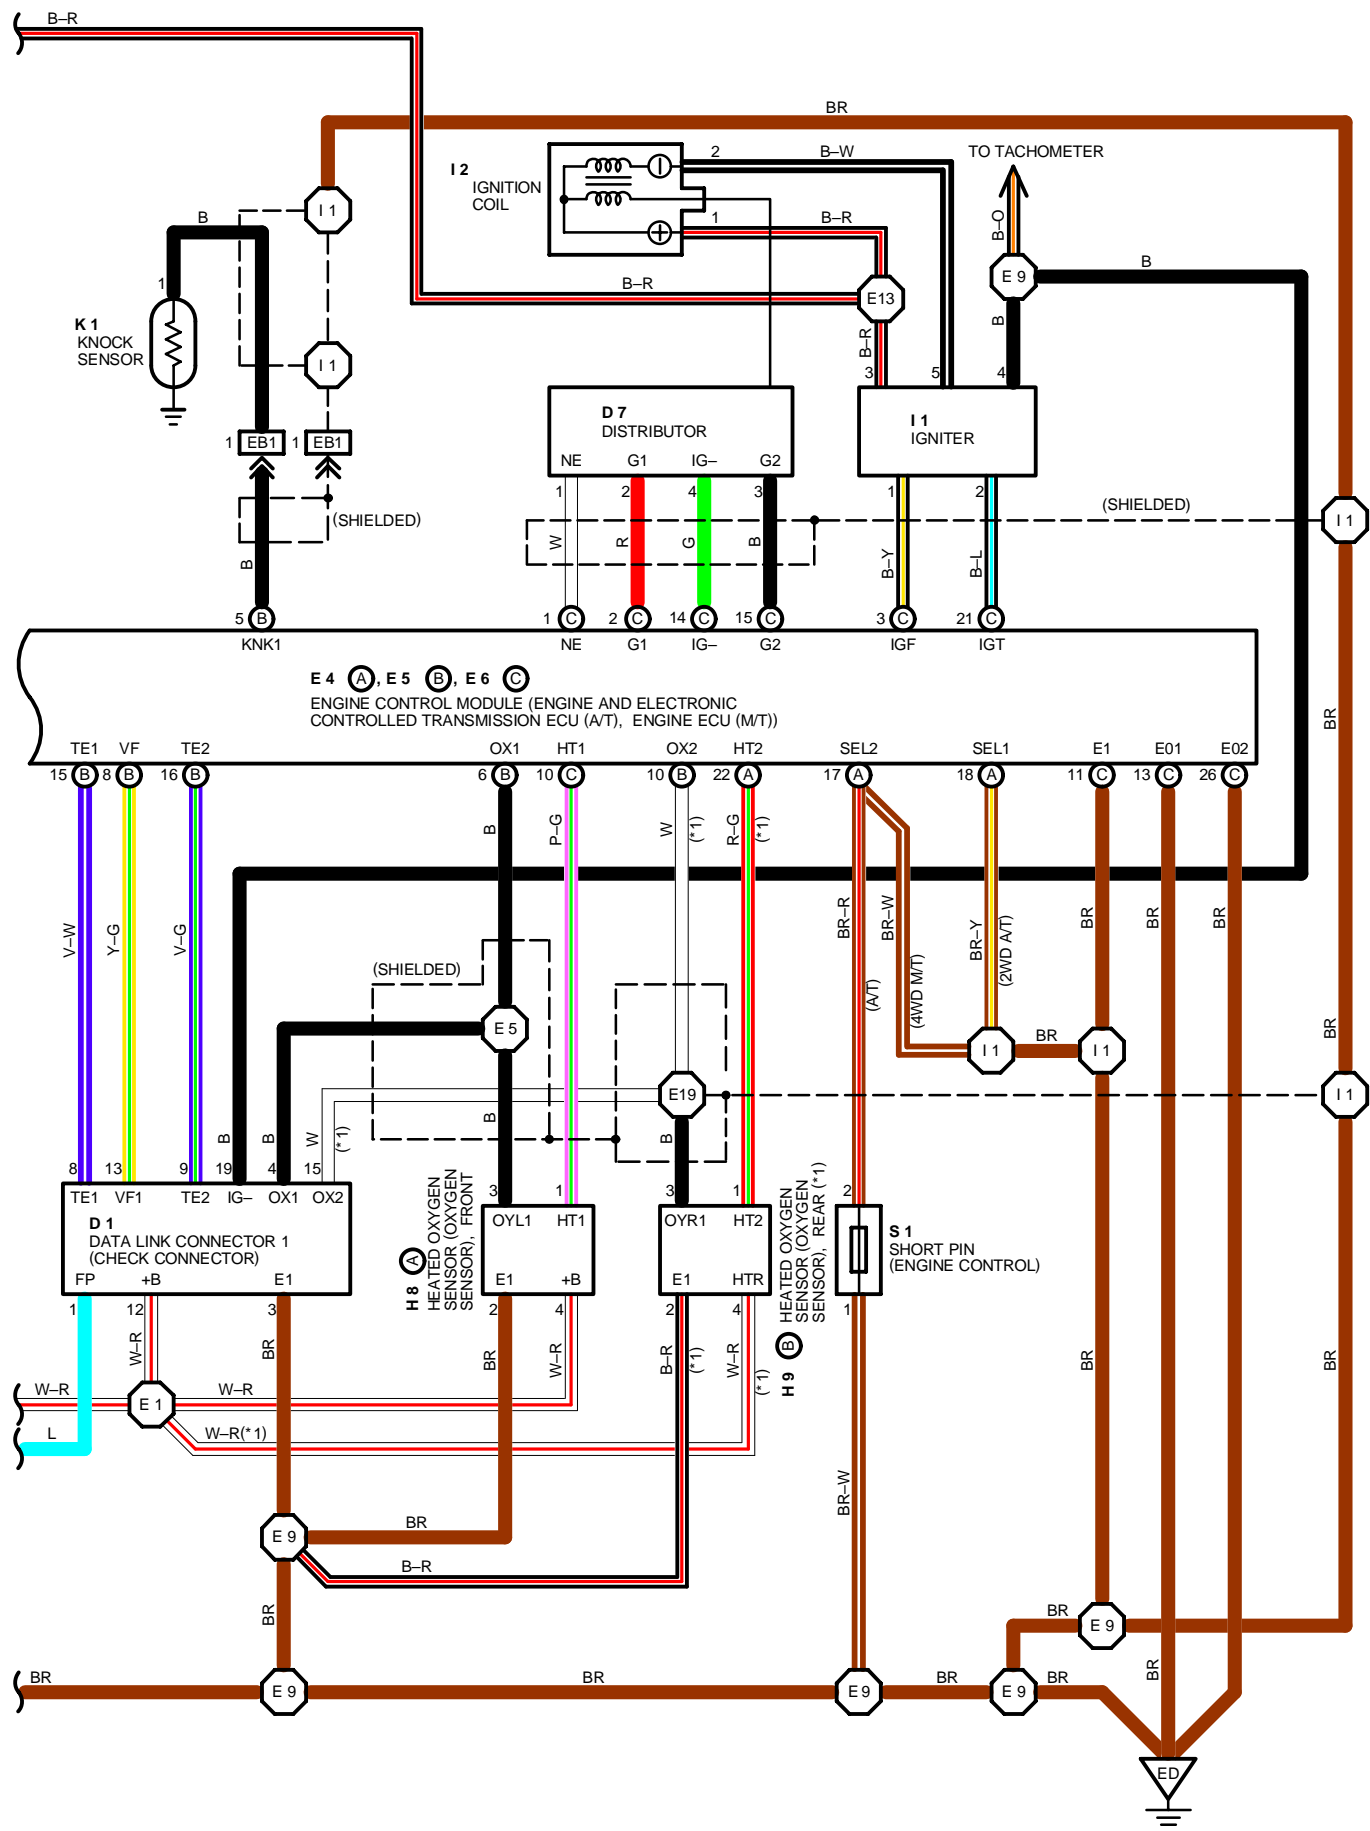 B–R
BR
I 2
IGNITION
COIL
2
B–W
TO TACHOMETER
I 1
B
1
B–R
B–O
1
E 9
B
B–R
E13
K 1
KNOCK
SENSOR
B–R
B
I 1
3
5
4
D 7
DISTRIBUTOR
I 1
IGNITER
1
EB1
1
EB1
NE
G1
IG–
G2
1
2
4
3
1
2
(SHIELDED)
(SHIELDED)
I 1
W
R
G
B
B–Y
B–L
B
5
B
1
C
2
C
14
C
15
C
3
C
21
C
KNK1
NE
G1
IG–
G2
IGF
IGT
E 4
A
, E 5
B
, E 6
C
ENGINE CONTROL MODULE (ENGINE AND ELECTRONIC
CONTROLLED TRANSMISSION ECU (A/T), ENGINE ECU (M/T))
BR
TE1
VF
TE2
OX1
HT1
OX2
HT2
SEL2
SEL1
E1
E01
E02
15
B
8
B
16
B
6
B
10
C
10
B
22
A
17
A
18
A
11
C
13
C
26
C
B
P–G
W
(*1)
R–G
(*1)
V–W
Y–G
V–G
BR–R
(A/T)
BR–W
(4WD M/T)
BR–Y
(2WD A/T)
BR
BR
BR
(SHIELDED)
E 5
BR
I 1
BR
I 1
E19
I 1
B
B
W
(*1)
B
B
8
13
9
19
4
15
3
1
3
1
2
TE1
VF1
TE2
IG–
OX1
OX2
D 1
DATA LINK CONNECTOR 1
(CHECK CONNECTOR)
FP
+B
E1
OYL1
HT1
E1
+B
H 8
A
HEATED OXYGEN
SENSOR (OXYGEN
SENSOR), FRONT
OYR1
HT2
E1
HTR
H 9
B
HEATED OXYGEN
SENSOR (OXYGEN
SENSOR), REAR (*1)
S 1
SHORT PIN
(ENGINE CONTROL)
1
12
3
2
4
2
4
1
W–R
BR
BR
W–R
B–R
(*1)
W–R
(*1)
BR
BR
W–R
E 1
W–R
L
W–R(*1)
BR–W
E 9
BR
B–R
BR
BR
E 9
BR
BR
E 9
BR
E 9
BR
E 9
BR
BR
ED